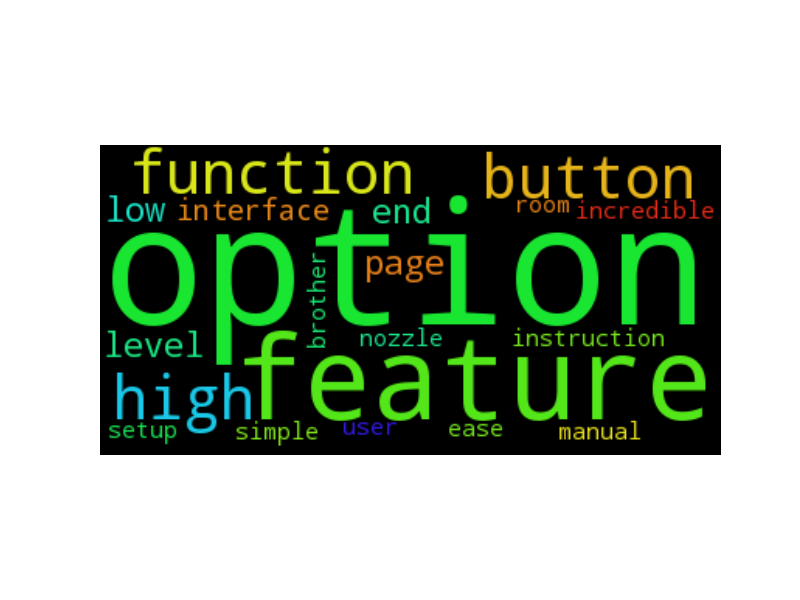 function button
low interface end room incredible
option
page
brother
level nozzle instruction
feature
high
setup simple user ease manual